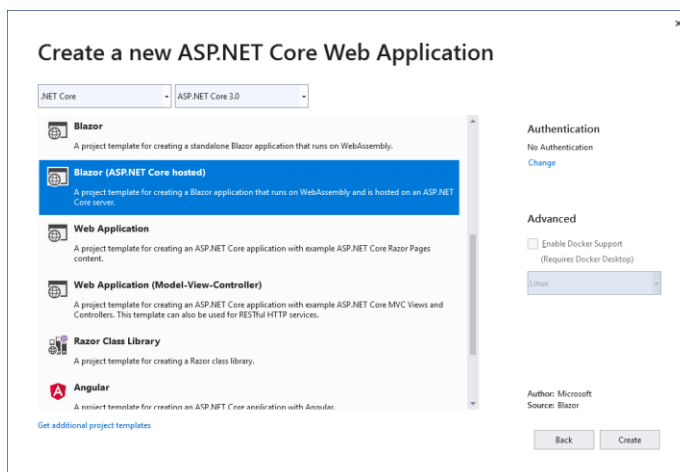 ×
Create a new ASP.NET Core Web Application
.NET Core
ASP.NET Core 3.0
Blazor
A project template for creating a standalone Blazor application that runs on WebAssembly.
Blazor (ASP.NET Core hosted)
A project template for creating a Blazor application that runs on WebAssembly and is hosted on an ASP.NET
Core server.
Web Application
A project template for creating an ASP.NET Core application with example ASP.NET Core Razor Pages
content.
Web Application (Model-View-Controller)
A project template for creating an ASP.NET Core application with example ASP.NET Core MVC Views and
Controllers. This template can also be used for RESTful HTTP services.
Razor Class Library
A project template for creating a Razor class library.
Angular
A project template for creating an ASP.NET Core application with Angular.
Get additional project templates
Authentication
No Authentication
Change
Advanced
Enable Docker Support
(Requires Docker Desktop)
Linux
Author: Microsoft
Source: Blazor
Back
Create